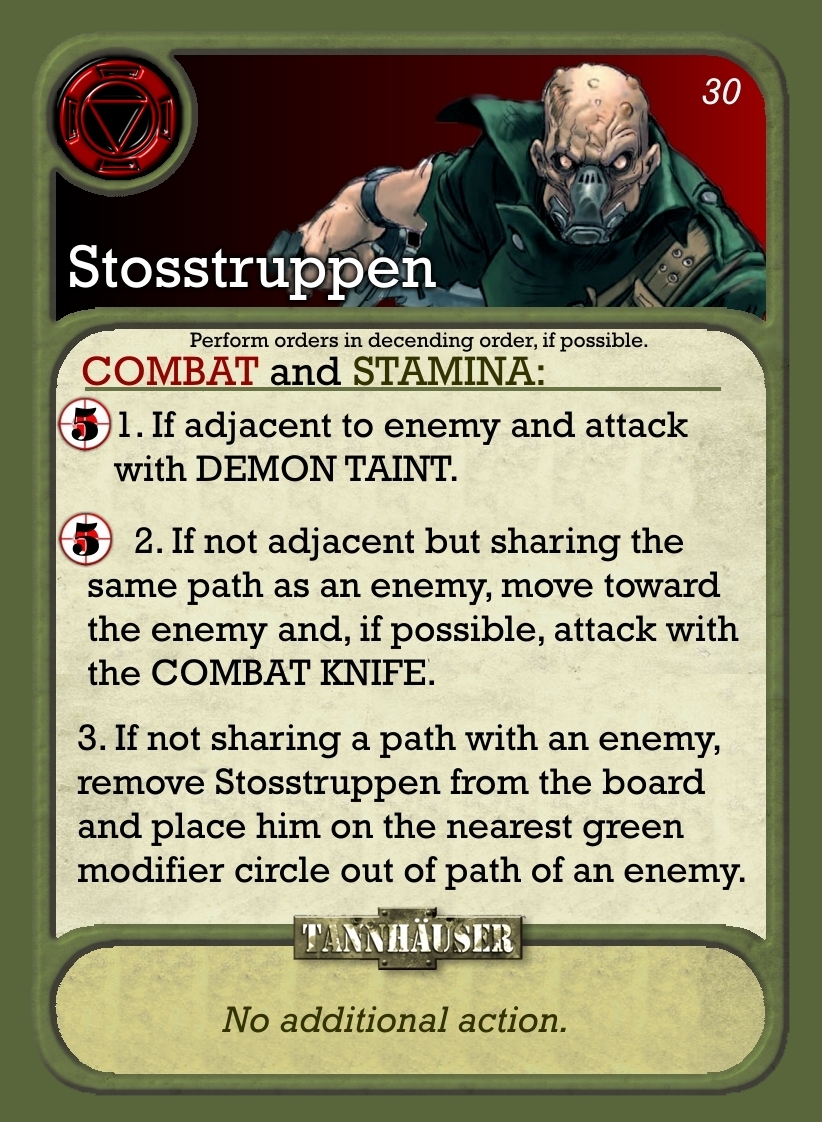 30
Stosstruppen
Perform orders in decending order, if possible.
COMBAT and STAMINA:
5 1. If adjacent to enemy and attack
with DEMON TAINT.
5 2. If not adjacent but sharing the
same path as an enemy, move toward
the enemy and, if possible, attack with
the COMBAT KNIFE.
3. If not sharing a path with an enemy,
remove Stosstruppen from the board
and place him on the nearest green
modifier circle out of path of an enemy.
TANNHÄUSER
No additional action.